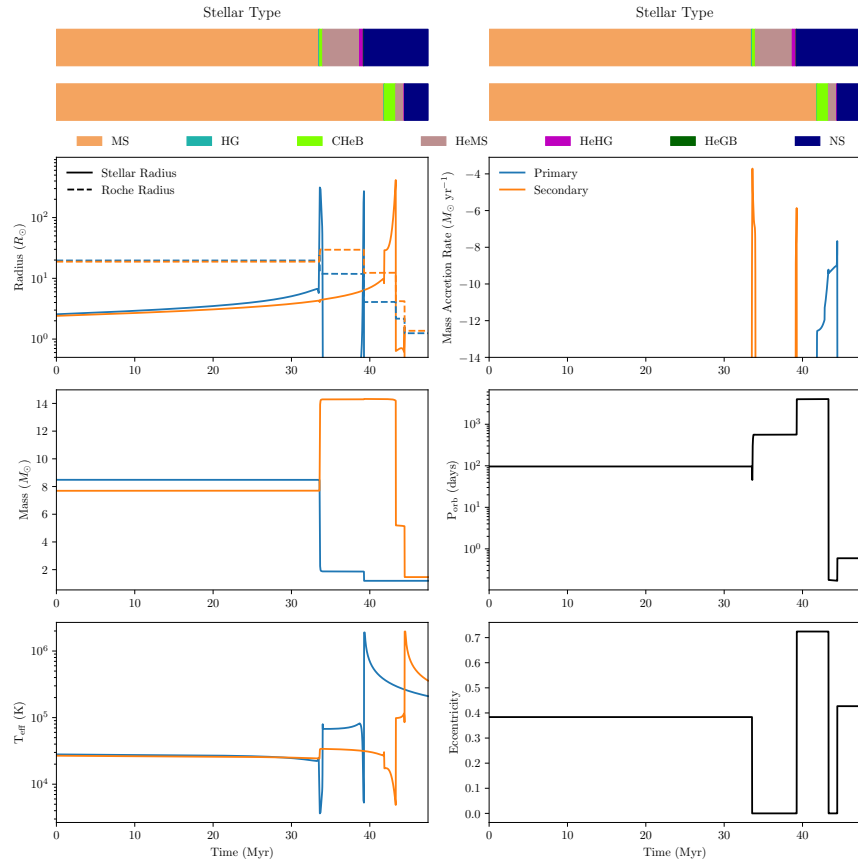 Stellar Type
Stellar Type
MS
HG
CHeB
HeMS
HeHG
HeGB
NS
Radius (R⊙)
10²
10¹
10⁰
Stellar Radius
Roche Radius
0
10
20
30
40
Mass Accretion Rate (M⊙ yr⁻¹)
−4
−6
−8
−10
−12
−14
Primary
Secondary
0
10
20
30
40
Mass (M⊙)
14
12
10
8
6
4
2
0
10
20
30
40
P_orb (days)
10³
10²
10¹
10⁰
0
10
20
30
40
T_eff (K)
10⁶
10⁵
10⁴
0
10
20
30
40
Time (Myr)
Eccentricity
0.7
0.6
0.5
0.4
0.3
0.2
0.1
0.0
0
10
20
30
40
Time (Myr)